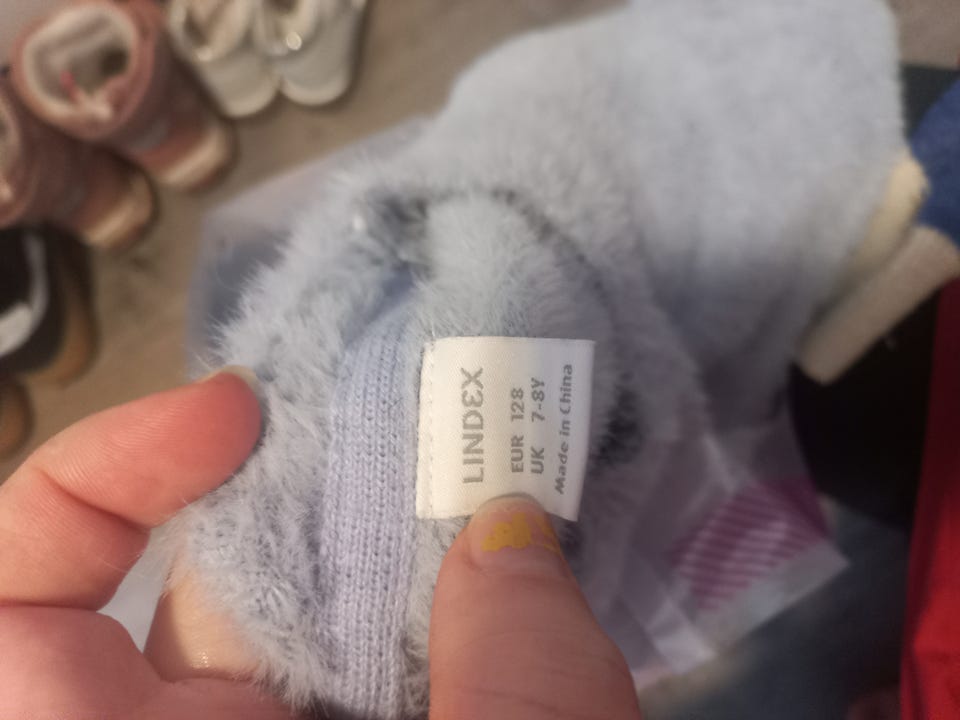 LINDEX
EUR 128
UK 7-8Y
Made in China